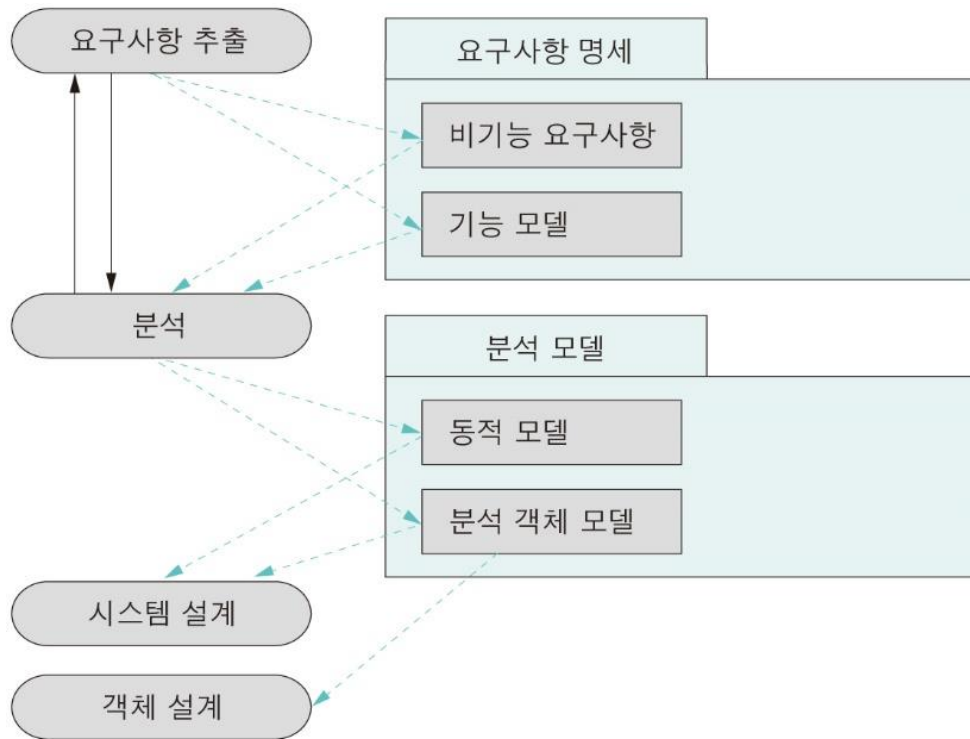 요구사항 추출
요구사항 명세
비기능 요구사항
기능 모델
분석
분석 모델
동적 모델
분석 객체 모델
시스템 설계
객체 설계